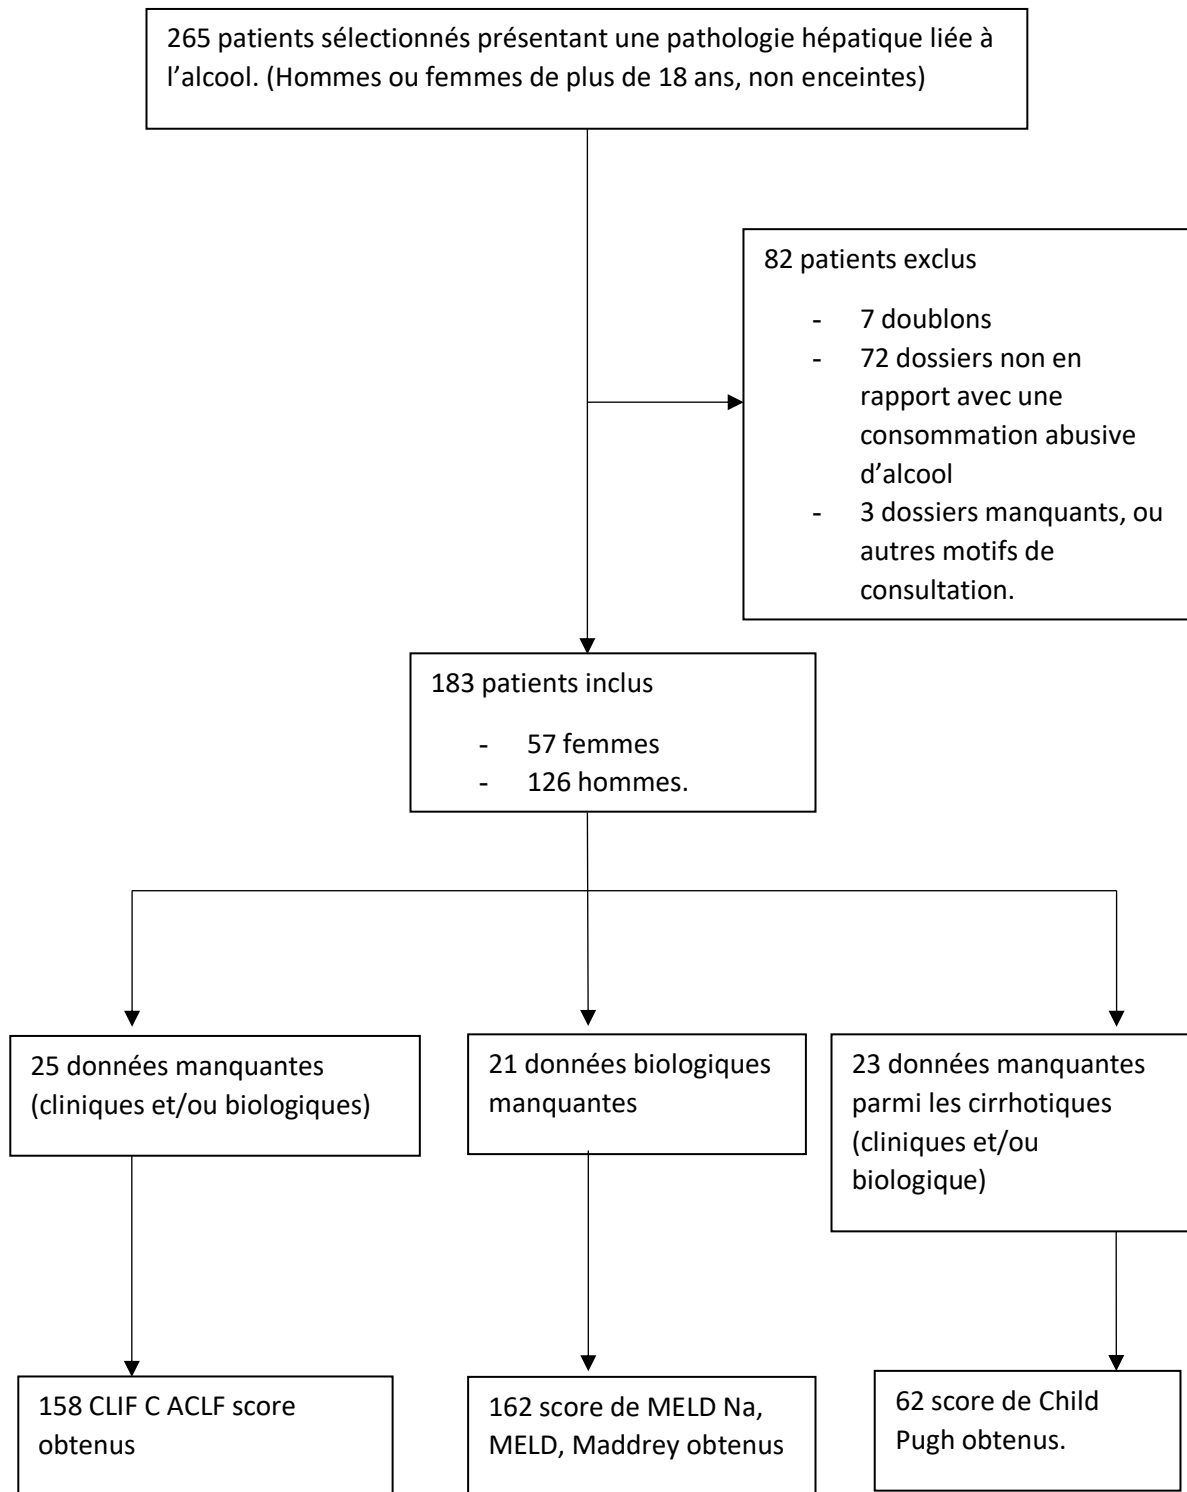 265 patients sélectionnés présentant une pathologie hépatique liée à
l’alcool. (Hommes ou femmes de plus de 18 ans, non enceintes)
82 patients exclus
- 7 doublons
- 72 dossiers non en
rapport avec une
consommation abusive
d’alcool
- 3 dossiers manquants, ou
autres motifs de
consultation.
183 patients inclus
- 57 femmes
- 126 hommes.
25 données manquantes
(cliniques et/ou biologiques)
21 données biologiques
manquantes
23 données manquantes
parmi les cirrhotiques
(cliniques et/ou
biologique)
158 CLIF C ACLF score
obtenus
162 score de MELD Na,
MELD, Maddrey obtenus
62 score de Child
Pugh obtenus.